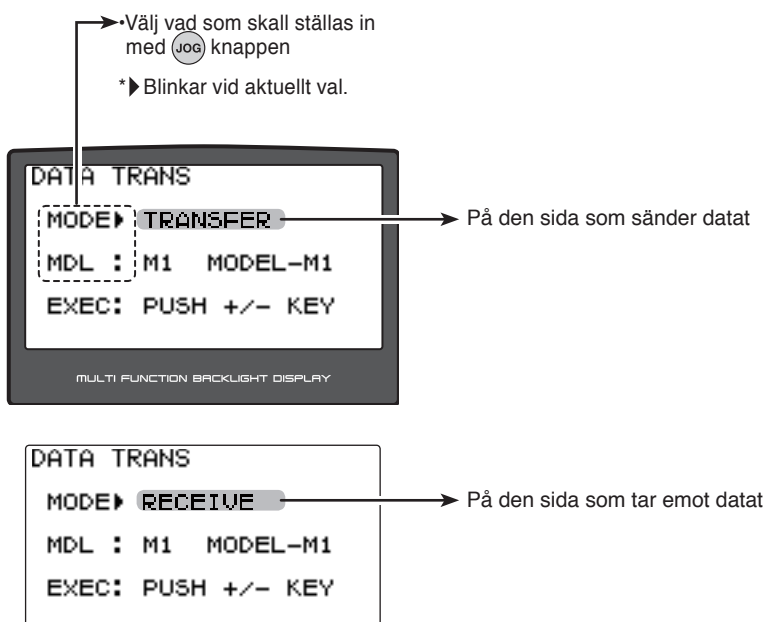 •Välj vad som skall ställas in
med JOG knappen
*▶Blinkar vid aktuellt val.
DATA TRANS
MODE▶ TRANSFER
På den sida som sänder datat
MDL : M1 MODEL-M1
EXEC: PUSH +/- KEY
MULTI FUNCTION BACKLIGHT DISPLAY
DATA TRANS
MODE▶ RECEIVE
På den sida som tar emot datat
MDL : M1 MODEL-M1
EXEC: PUSH +/- KEY